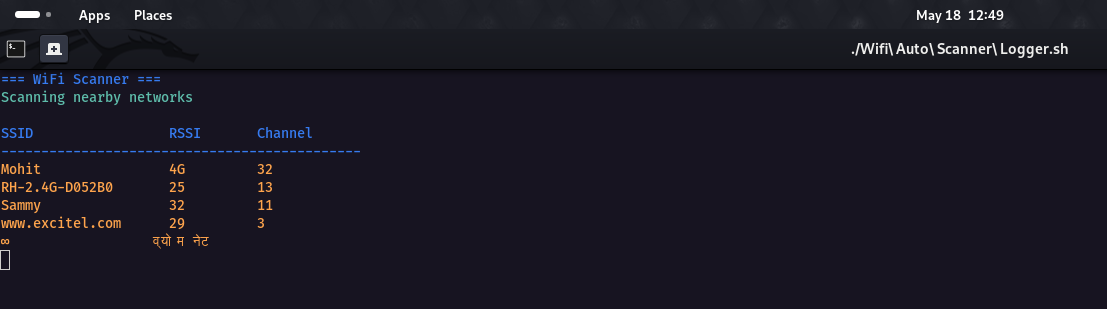 Apps Places May 18 12:49
./Wifi\ Auto\ Scanner\ Logger.sh
=== WiFi Scanner ===
Scanning nearby networks
SSID RSSI Channel
---------------------------------------------
Mohit 4G 32
RH-2.4G-D052B0 25 13
Sammy 32 11
www.excitel.com 29 3
∞ व्योम नेट